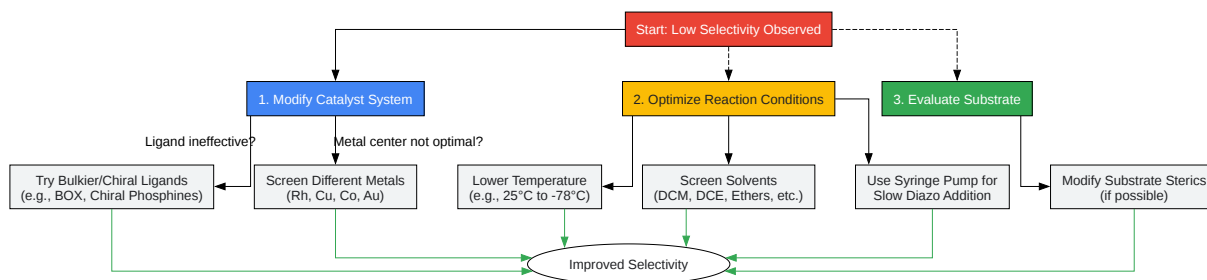 Start: Low Selectivity Observed
1. Modify Catalyst System
2. Optimize Reaction Conditions
3. Evaluate Substrate
Ligand ineffective?
Metal center not optimal?
Try Bulkier/Chiral Ligands
(e.g., BOX, Chiral Phosphines)
Screen Different Metals
(Rh, Cu, Co, Au)
Lower Temperature
(e.g., 25°C to -78°C)
Screen Solvents
(DCM, DCE, Ethers, etc.)
Use Syringe Pump for
Slow Diazo Addition
Modify Substrate Sterics
(if possible)
Improved Selectivity